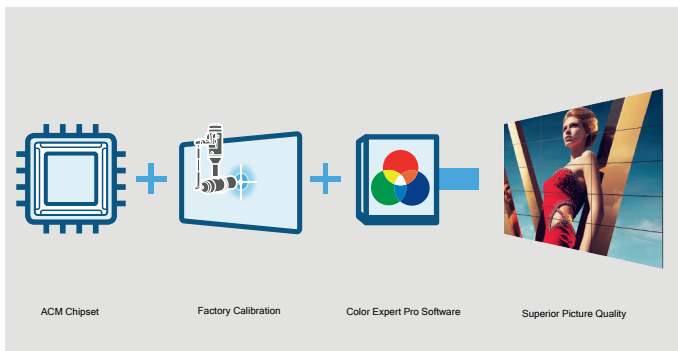 ACM Chipset
Factory Calibration
Color Expert Pro Software
Superior Picture Quality